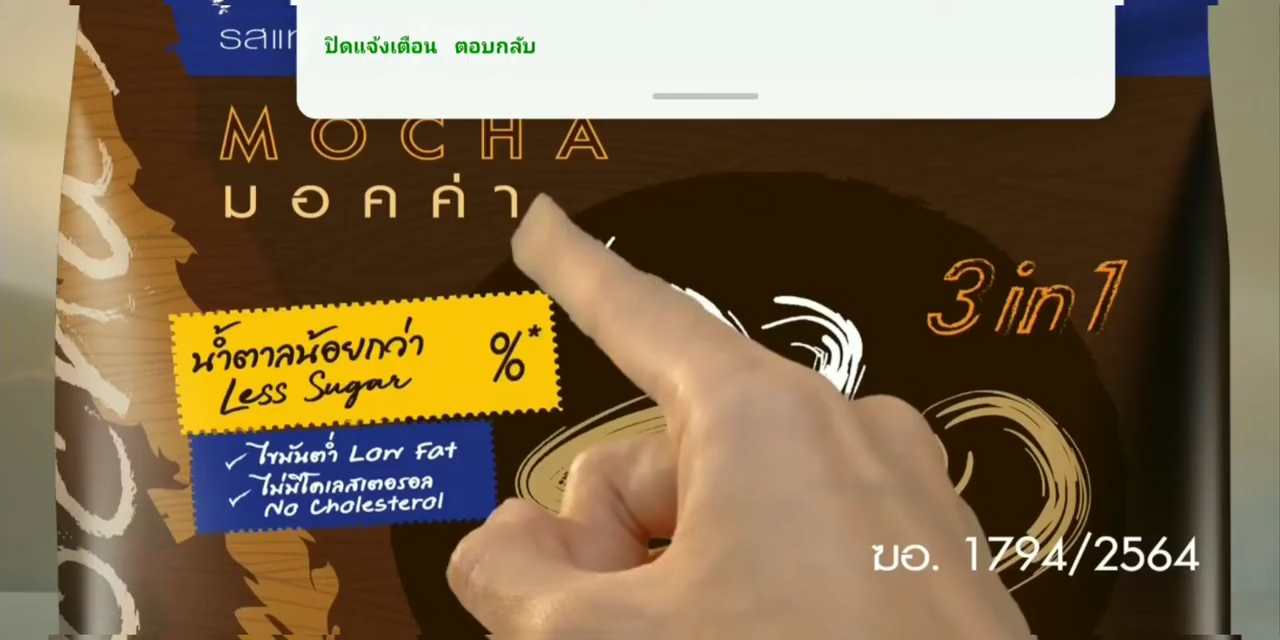 ปิดแจ้งเตือน ตอบกลับ
MOCHA
มอคค่า
3 in 1
น้ำตาลน้อยกว่า %*
Less Sugar
ไขมันต่ำ Low Fat
ไม่มีโคเลสเตอรอล
No Cholesterol
ฆอ. 1794/2564